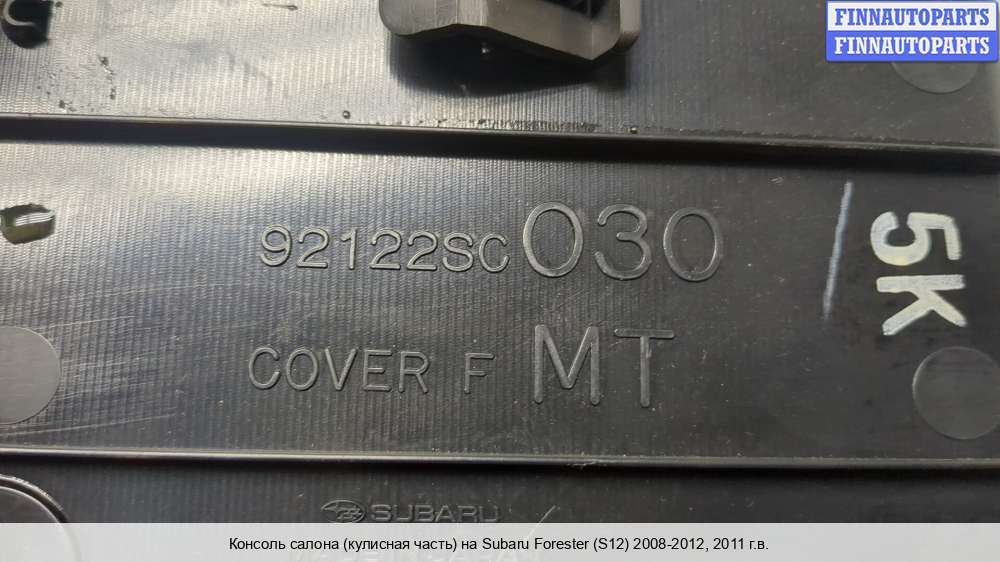 FINNAUTOPARTS
FINNAUTOPARTS
92122SC030
5K
COVER F MT
SUBARU
Консоль салона (кулисная часть) на Subaru Forester (S12) 2008-2012, 2011 г.в.